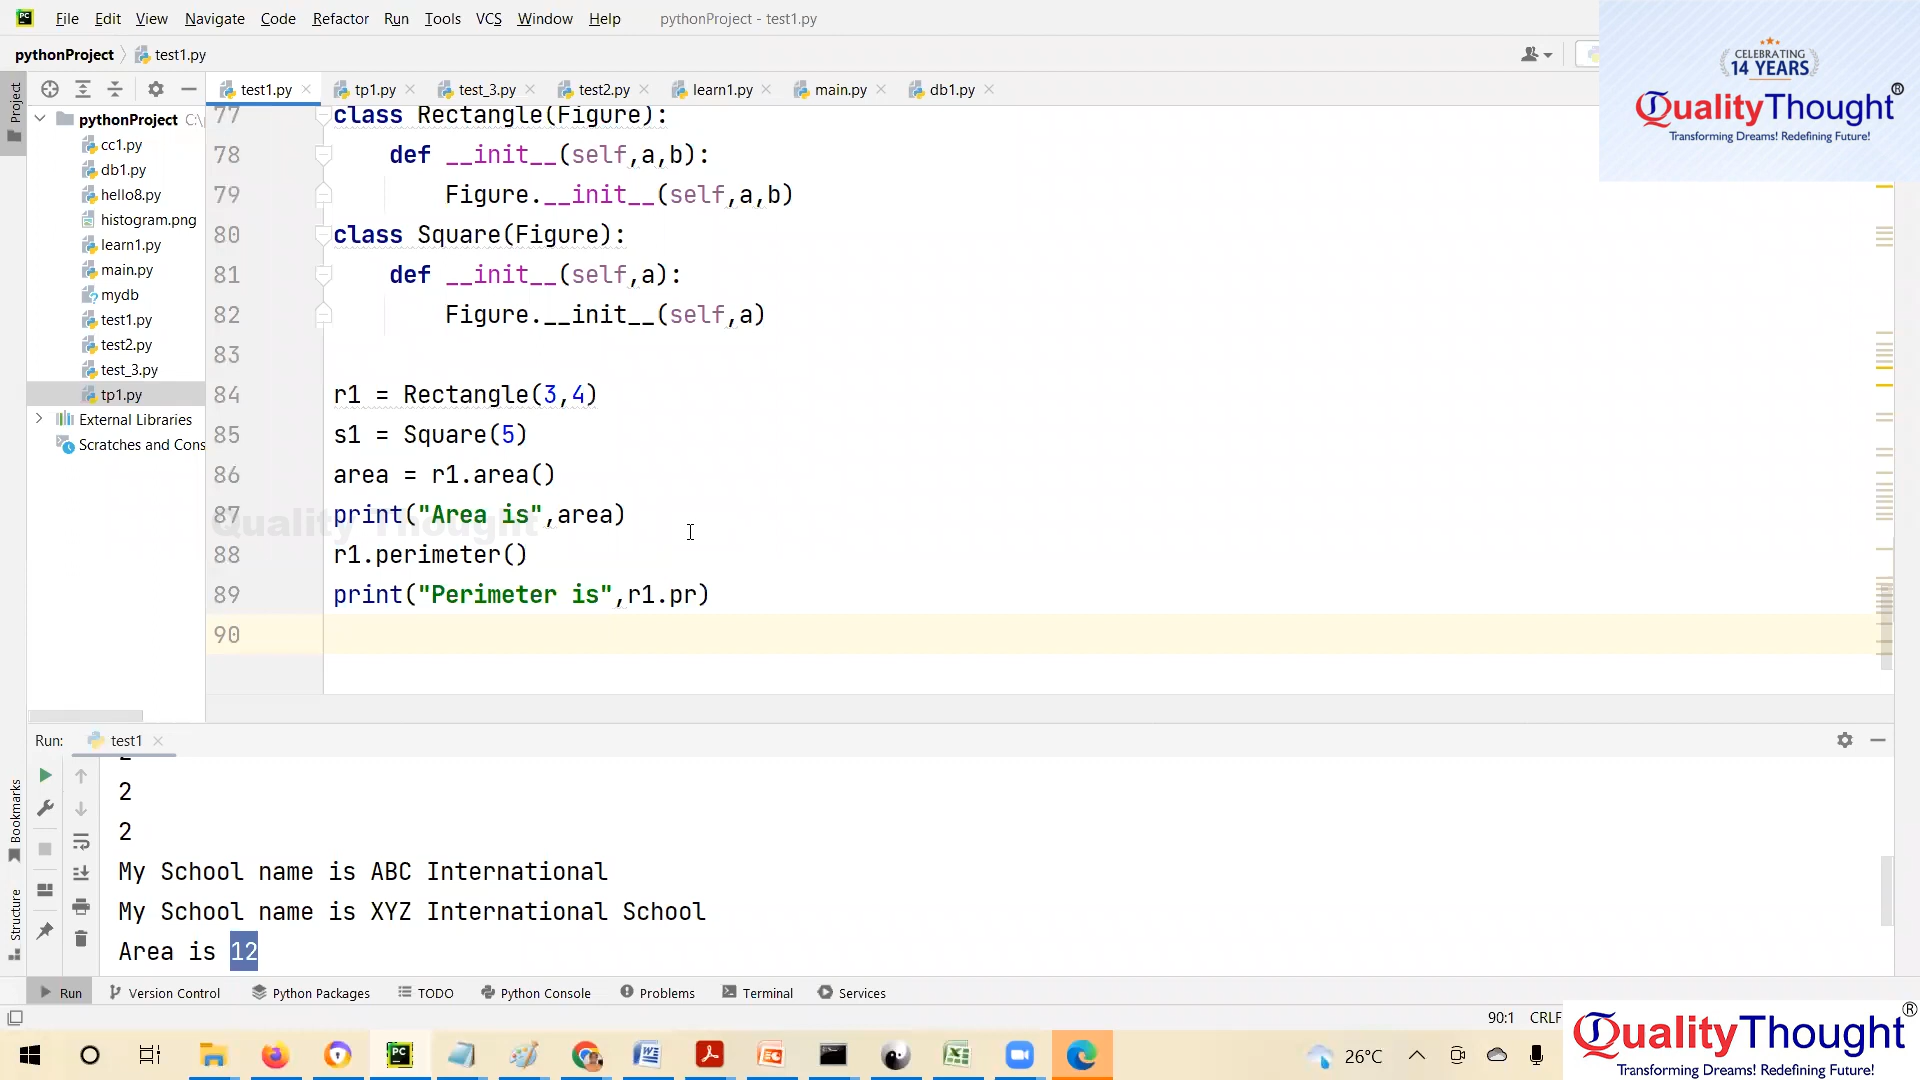 File Edit View Navigate Code Refactor Run Tools VCS Window Help pythonProject - test1.py
pythonProject test1.py
CELEBRATING
14 YEARS
QualityThought ®
Transforming Dreams! Redefining Future!
Project
test1.py tp1.py test_3.py test2.py learn1.py main.py db1.py
pythonProject C:\
cc1.py
db1.py
hello8.py
histogram.png
learn1.py
main.py
mydb
test1.py
test2.py
test_3.py
tp1.py
External Libraries
Scratches and Cons
77 class Rectangle(Figure):
78 def __init__(self,a,b):
79 Figure.__init__(self,a,b)
80 class Square(Figure):
81 def __init__(self,a):
82 Figure.__init__(self,a)
83
84 r1 = Rectangle(3,4)
85 s1 = Square(5)
86 area = r1.area()
87 print("Area is",area)
Quality Thought
88 r1.perimeter()
89 print("Perimeter is",r1.pr)
90
Run: test1
2
2
My School name is ABC International
My School name is XYZ International School
Area is 12
Bookmarks
Structure
Run Version Control Python Packages TODO Python Console Problems Terminal Services
90:1 CRLF
26°C
QualityThought ®
Transforming Dreams! Redefining Future!